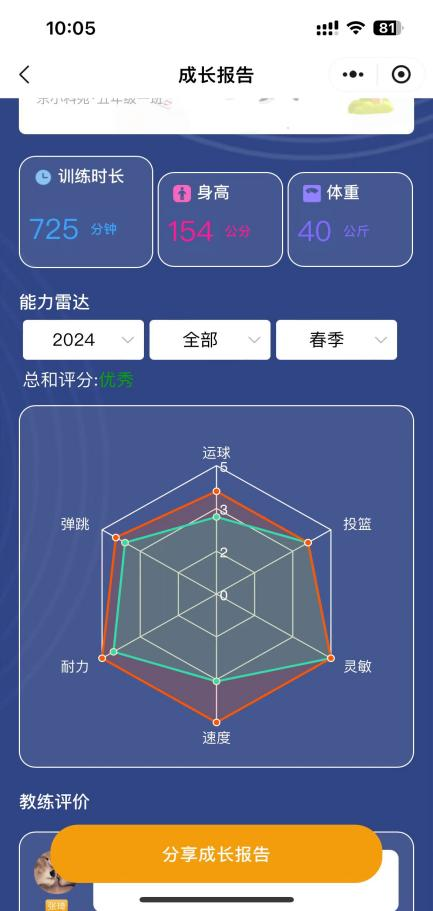 10:05
81
成长报告
训练时长
身高
体重
725 分钟
154 公分
40 公斤
能力雷达
2024
全部
春季
总和评分:优秀
运球
5
弹跳
3
投篮
2
0
耐力
灵敏
速度
教练评价
分享成长报告